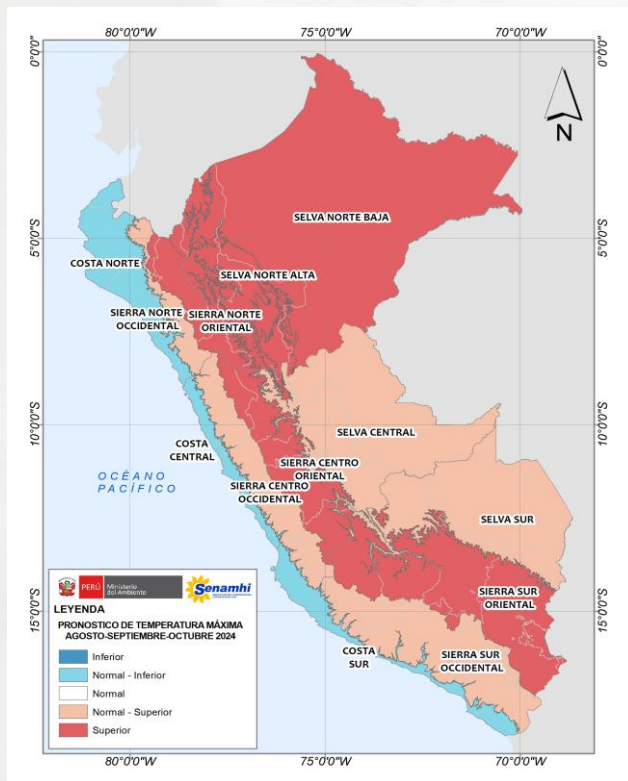 80°0'0"W
75°0'0"W
70°0'0"W
0°0'0"
0°0'0"
N
SELVA NORTE BAJA
5°0'0"S
5°0'0"S
COSTA NORTE
SELVA NORTE ALTA
SIERRA NORTE
OCCIDENTAL
SIERRA NORTE
ORIENTAL
10°0'0"S
10°0'0"S
SELVA CENTRAL
COSTA
CENTRAL
SIERRA CENTRO
ORIENTAL
OCÉANO
PACÍFICO
SIERRA CENTRO
OCCIDENTAL
SELVA SUR
SIERRA SUR
ORIENTAL
15°0'0"S
15°0'0"S
COSTA
SUR
SIERRA SUR
OCCIDENTAL
PERÚ
Ministerio
del Ambiente
Senamhi
LEYENDA
PRONOSTICO DE TEMPERATURA MÁXIMA
AGOSTO-SEPTIEMBRE-OCTUBRE 2024
Inferior
Normal - Inferior
Normal
Normal - Superior
Superior
80°0'0"W
75°0'0"W
70°0'0"W